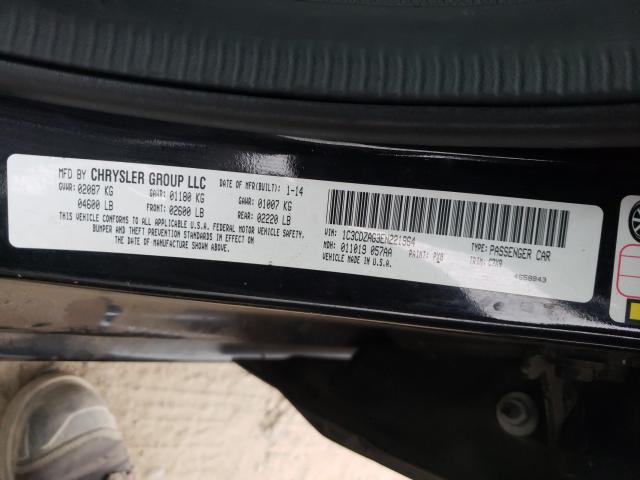 MFD BY CHRYSLER GROUP LLC DATE OF MFR(BUILT): 1-14
GVWR: 02087 KG GAWR: 01180 KG GAWR: 01007 KG
04600 LB FRONT: 02600 LB REAR: 02220 LB
THIS VEHICLE CONFORMS TO ALL APPLICABLE U.S.A. FEDERAL MOTOR VEHICLE SAFETY,
BUMPER AND THEFT PREVENTION STANDARDS IN EFFECT
ON THE DATE OF MANUFACTURE SHOWN ABOVE.
VIN: 1C3CDZAG3EN221994 TYPE: PASSENGER CAR
MDH: 011019 057AA PAINT: PX8 TRIM: C7X9
VEHICLE MADE IN U.S.A. 4658843